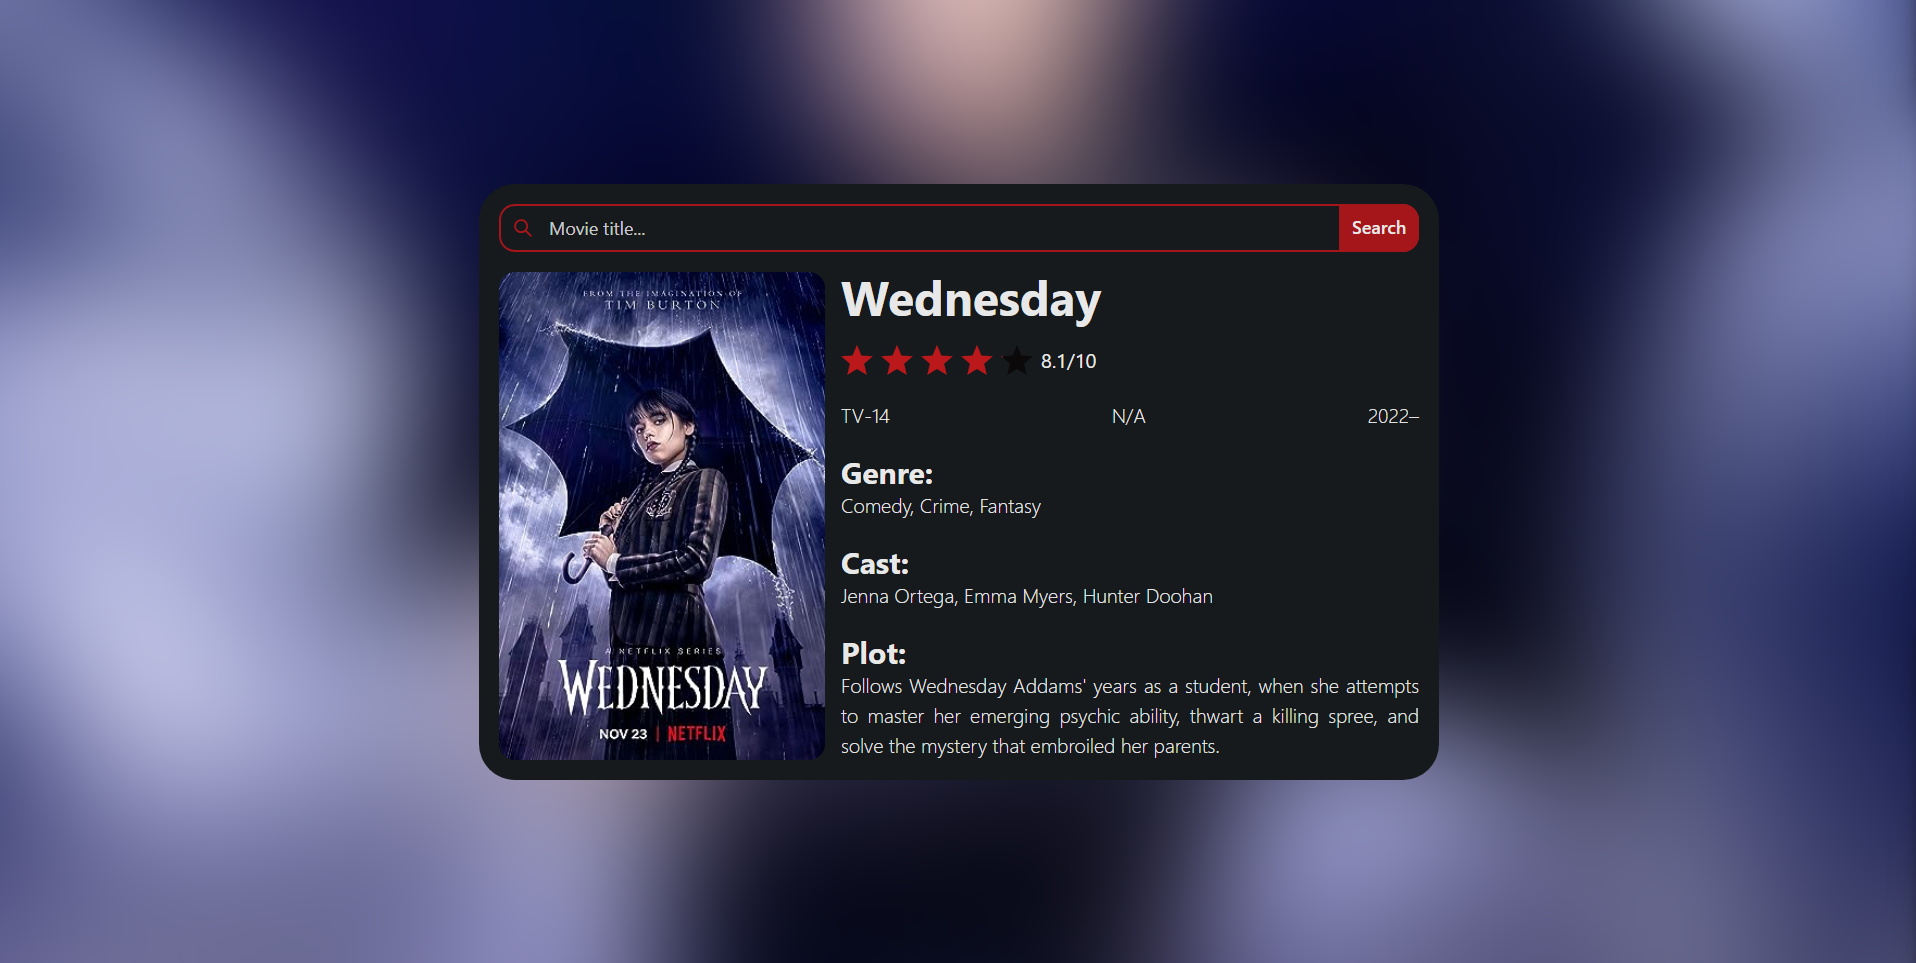 Movie title...
Search
FROM THE IMAGINATION OF
TIM BURTON
A NETFLIX SERIES
WEDNESDAY
NOV 23 | NETFLIX
Wednesday
8.1/10
TV-14 N/A 2022–
Genre:
Comedy, Crime, Fantasy
Cast:
Jenna Ortega, Emma Myers, Hunter Doohan
Plot:
Follows Wednesday Addams' years as a student, when she attempts
to master her emerging psychic ability, thwart a killing spree, and
solve the mystery that embroiled her parents.